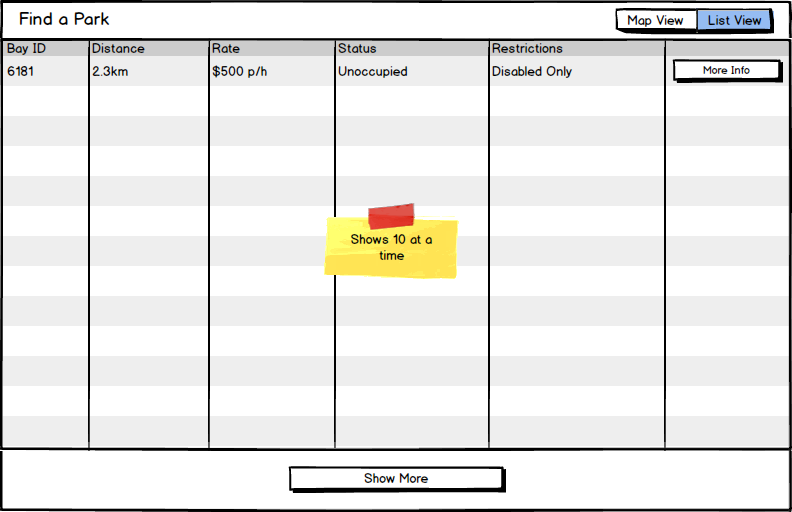 Find a Park
Map View List View
Bay ID Distance Rate Status Restrictions
6181 2.3km $500 p/h Unoccupied Disabled Only More Info
Shows 10 at a
time
Show More